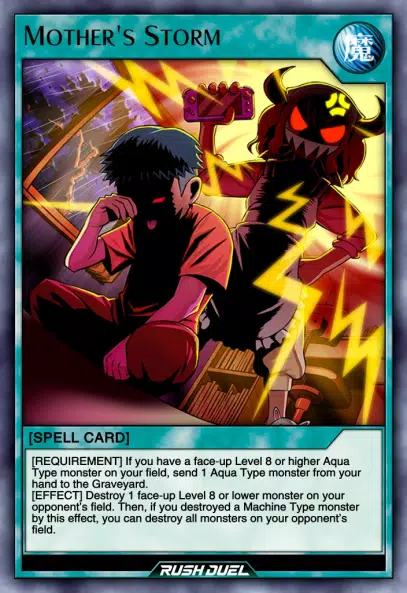 Mother's Storm
魔
[SPELL CARD]
[REQUIREMENT] If you have a face-up Level 8 or higher Aqua
Type monster on your field, send 1 Aqua Type monster from your
hand to the Graveyard.
[EFFECT] Destroy 1 face-up Level 8 or lower monster on your
opponent's field. Then, if you destroyed a Machine Type monster
by this effect, you can destroy all monsters on your opponent's
field.
RUSH DUEL